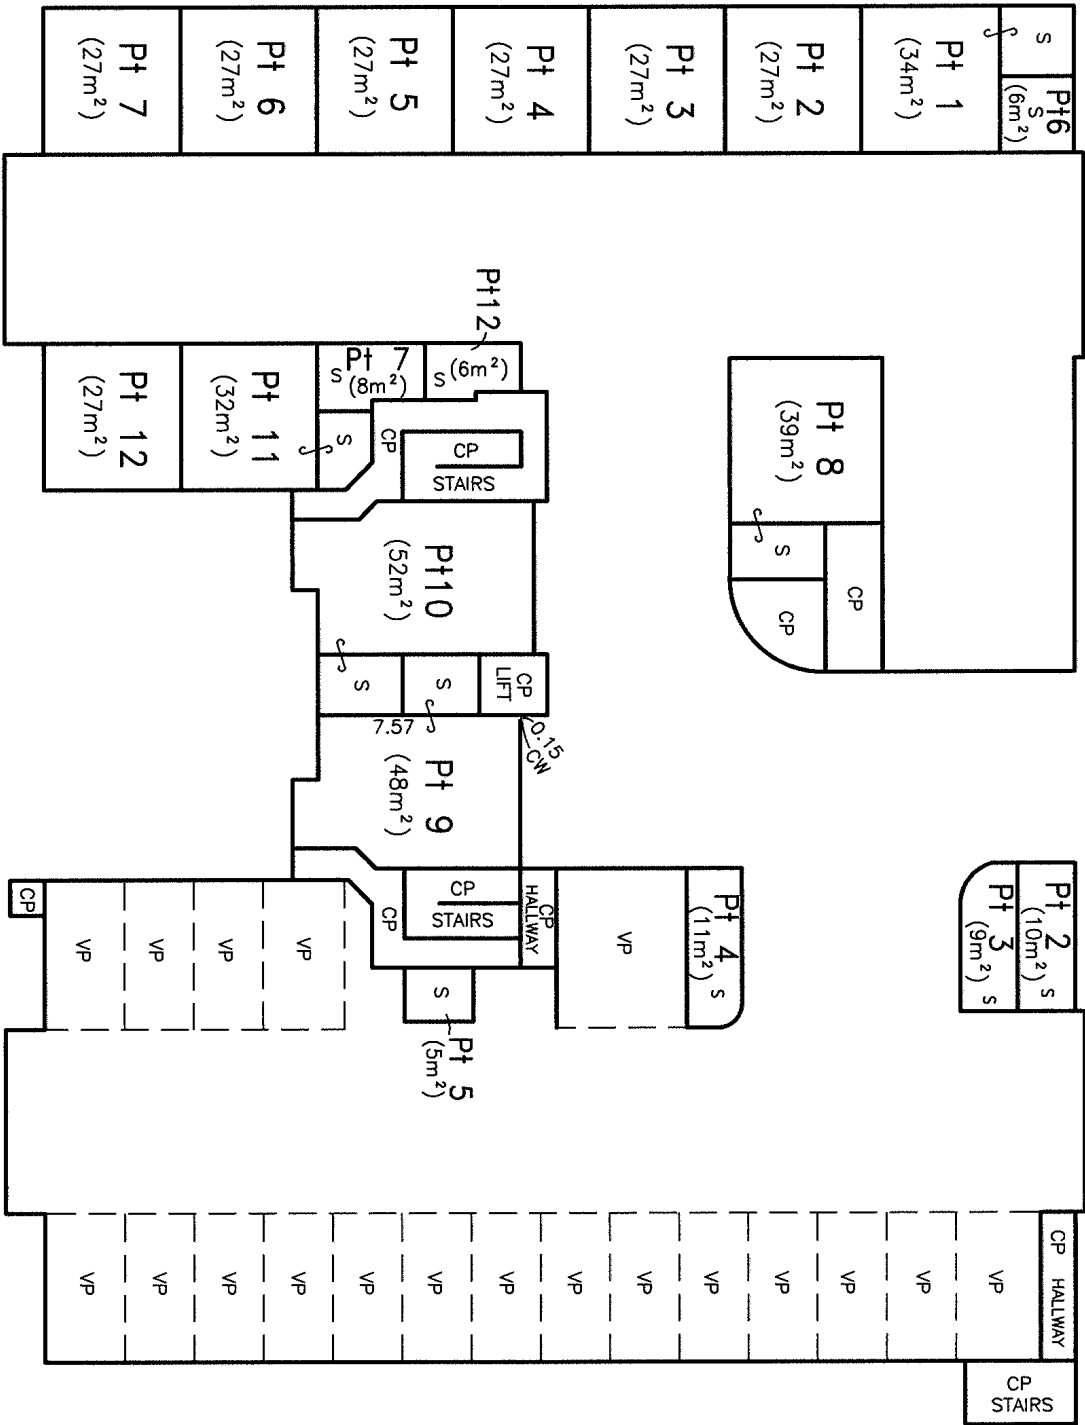 Pt 7
(27m²)
Pt 6
(27m²)
Pt 5
(27m²)
Pt 4
(27m²)
Pt 3
(27m²)
Pt 2
(27m²)
Pt 1
(34m²)
S
Pt6
S
(6m²)
Pt12
S (6m²)
Pt 7
S (8m²)
S
Pt 12
(27m²)
Pt 11
(32m²)
CP
CP
STAIRS
Pt 8
(39m²)
S
CP
CP
Pt10
(52m²)
S
S
CP
LIFT
7.57
0.15
CW
Pt 9
(48m²)
CP
CP
STAIRS
CP
HALLWAY
VP
Pt 4
(11m²) S
Pt 2
(10m²) S
Pt 3
(9m²) S
CP
VP
VP
VP
VP
S
Pt 5
(5m²)
VP
VP
VP
VP
VP
VP
VP
VP
VP
VP
VP
VP
VP
VP
CP HALLWAY
CP
STAIRS